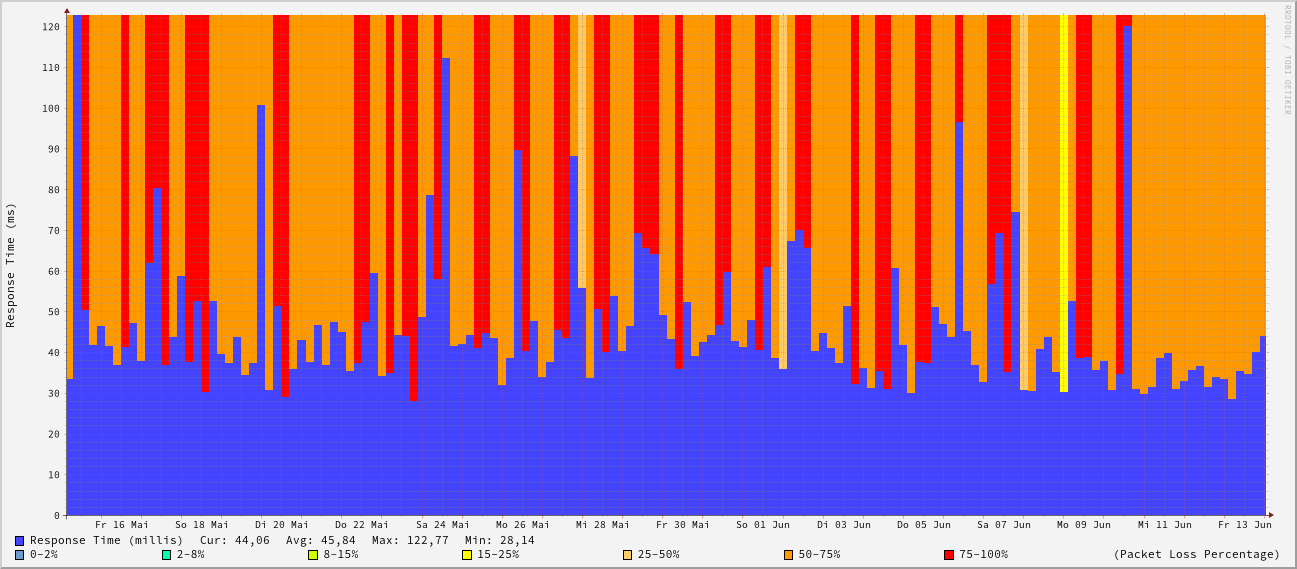 RRDTOOL / TOBI OETIKER
Response Time (ms)
120
110
100
90
80
70
60
50
40
30
20
10
0
Fr 16 Mai So 18 Mai Di 20 Mai Do 22 Mai Sa 24 Mai Mo 26 Mai Mi 28 Mai Fr 30 Mai So 01 Jun Di 03 Jun Do 05 Jun Sa 07 Jun Mo 09 Jun Mi 11 Jun Fr 13 Jun
Response Time (millis) Cur: 44,06 Avg: 45,84 Max: 122,77 Min: 28,14
0-2% 2-8% 8-15% 15-25% 25-50% 50-75% 75-100% (Packet Loss Percentage)